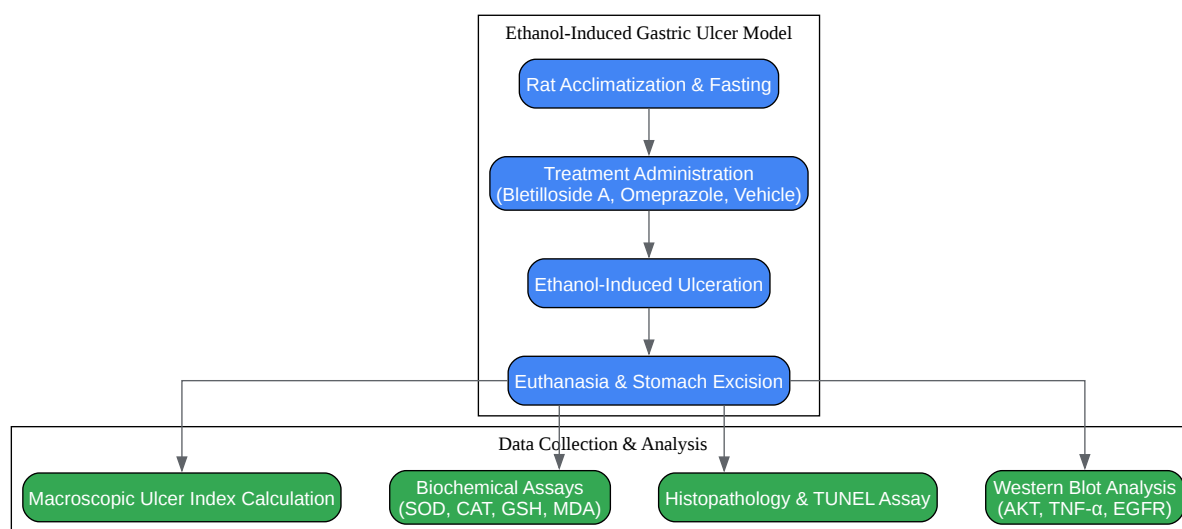 Ethanol-Induced Gastric Ulcer Model
Rat Acclimatization & Fasting
Treatment Administration
(Bletilloside A, Omeprazole, Vehicle)
Ethanol-Induced Ulceration
Euthanasia & Stomach Excision
Data Collection & Analysis
Macroscopic Ulcer Index Calculation
Biochemical Assays
(SOD, CAT, GSH, MDA)
Histopathology & TUNEL Assay
Western Blot Analysis
(AKT, TNF-α, EGFR)